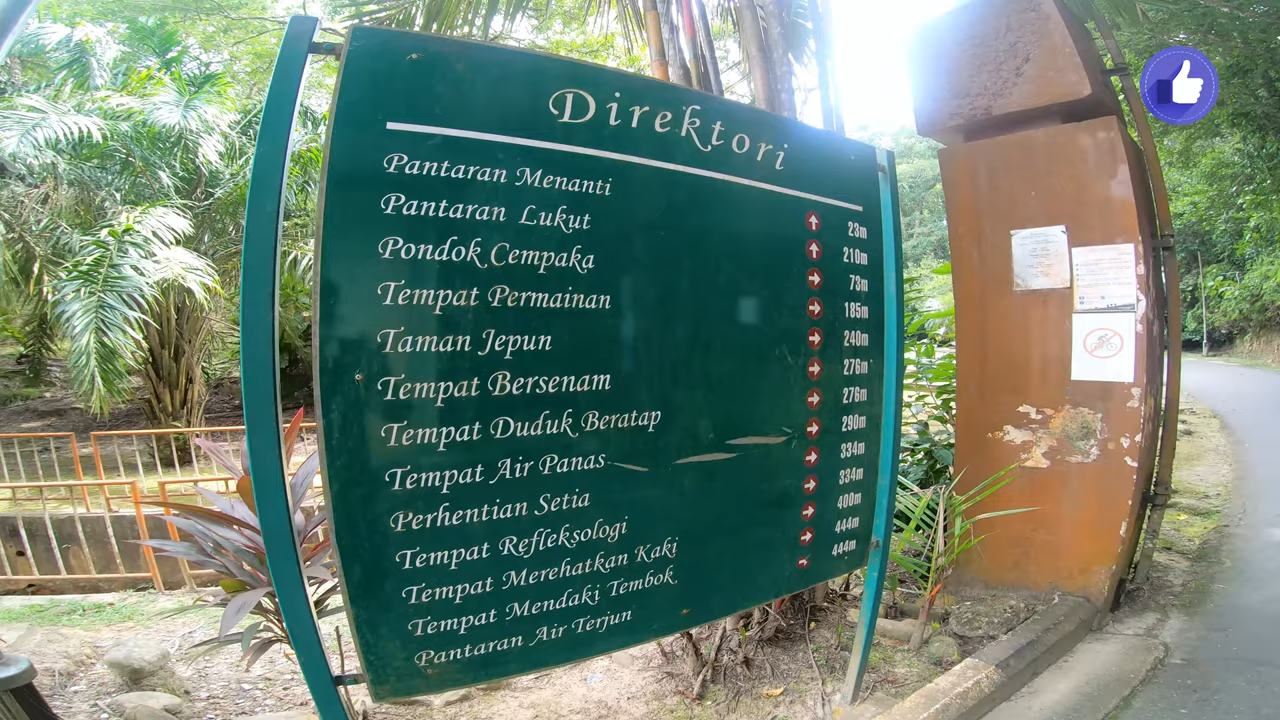 Direktori
Pantaran Menanti 23m
Pantaran Lukut 210m
Pondok Cempaka 73m
Tempat Permainan 185m
Taman Jepun 240m
Tempat Bersenam 276m
Tempat Duduk Beratap 276m
Tempat Air Panas 290m
Perhentian Setia 334m
Tempat Refleksologi 334m
Tempat Merehatkan Kaki 400m
Tempat Mendaki Tembok 444m
Pantaran Air Terjun 444m